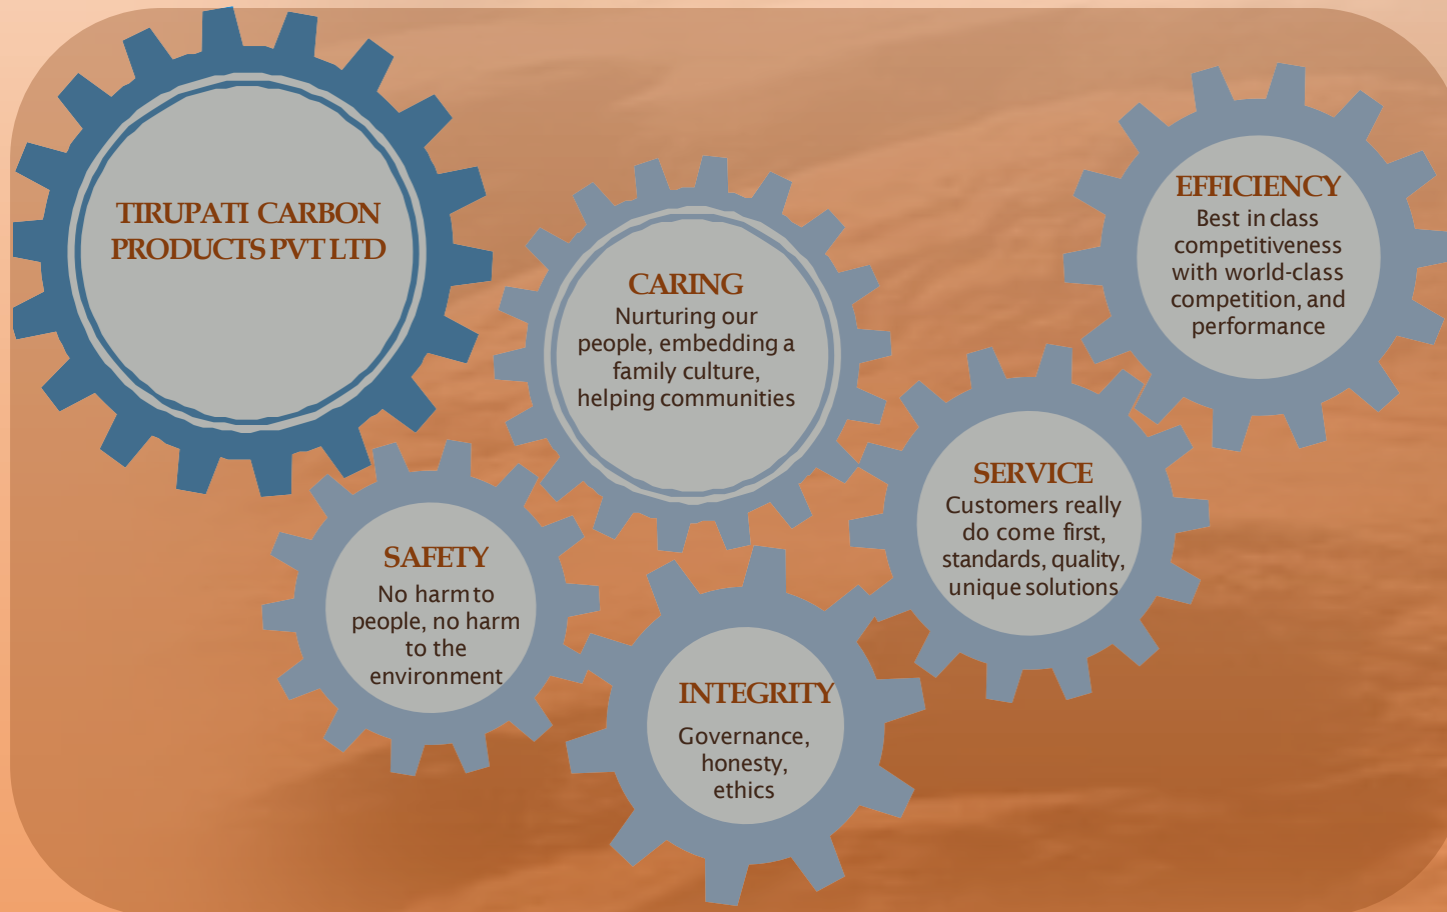 TIRUPATI CARBON
PRODUCTS PVT LTD
CARING
Nurturing our
people, embedding a
family culture,
helping communities
EFFICIENCY
Best in class
competitiveness
with world-class
competition, and
performance
SAFETY
No harm to
people, no harm
to the
environment
INTEGRITY
Governance,
honesty,
ethics
SERVICE
Customers really
do come first,
standards, quality,
unique solutions